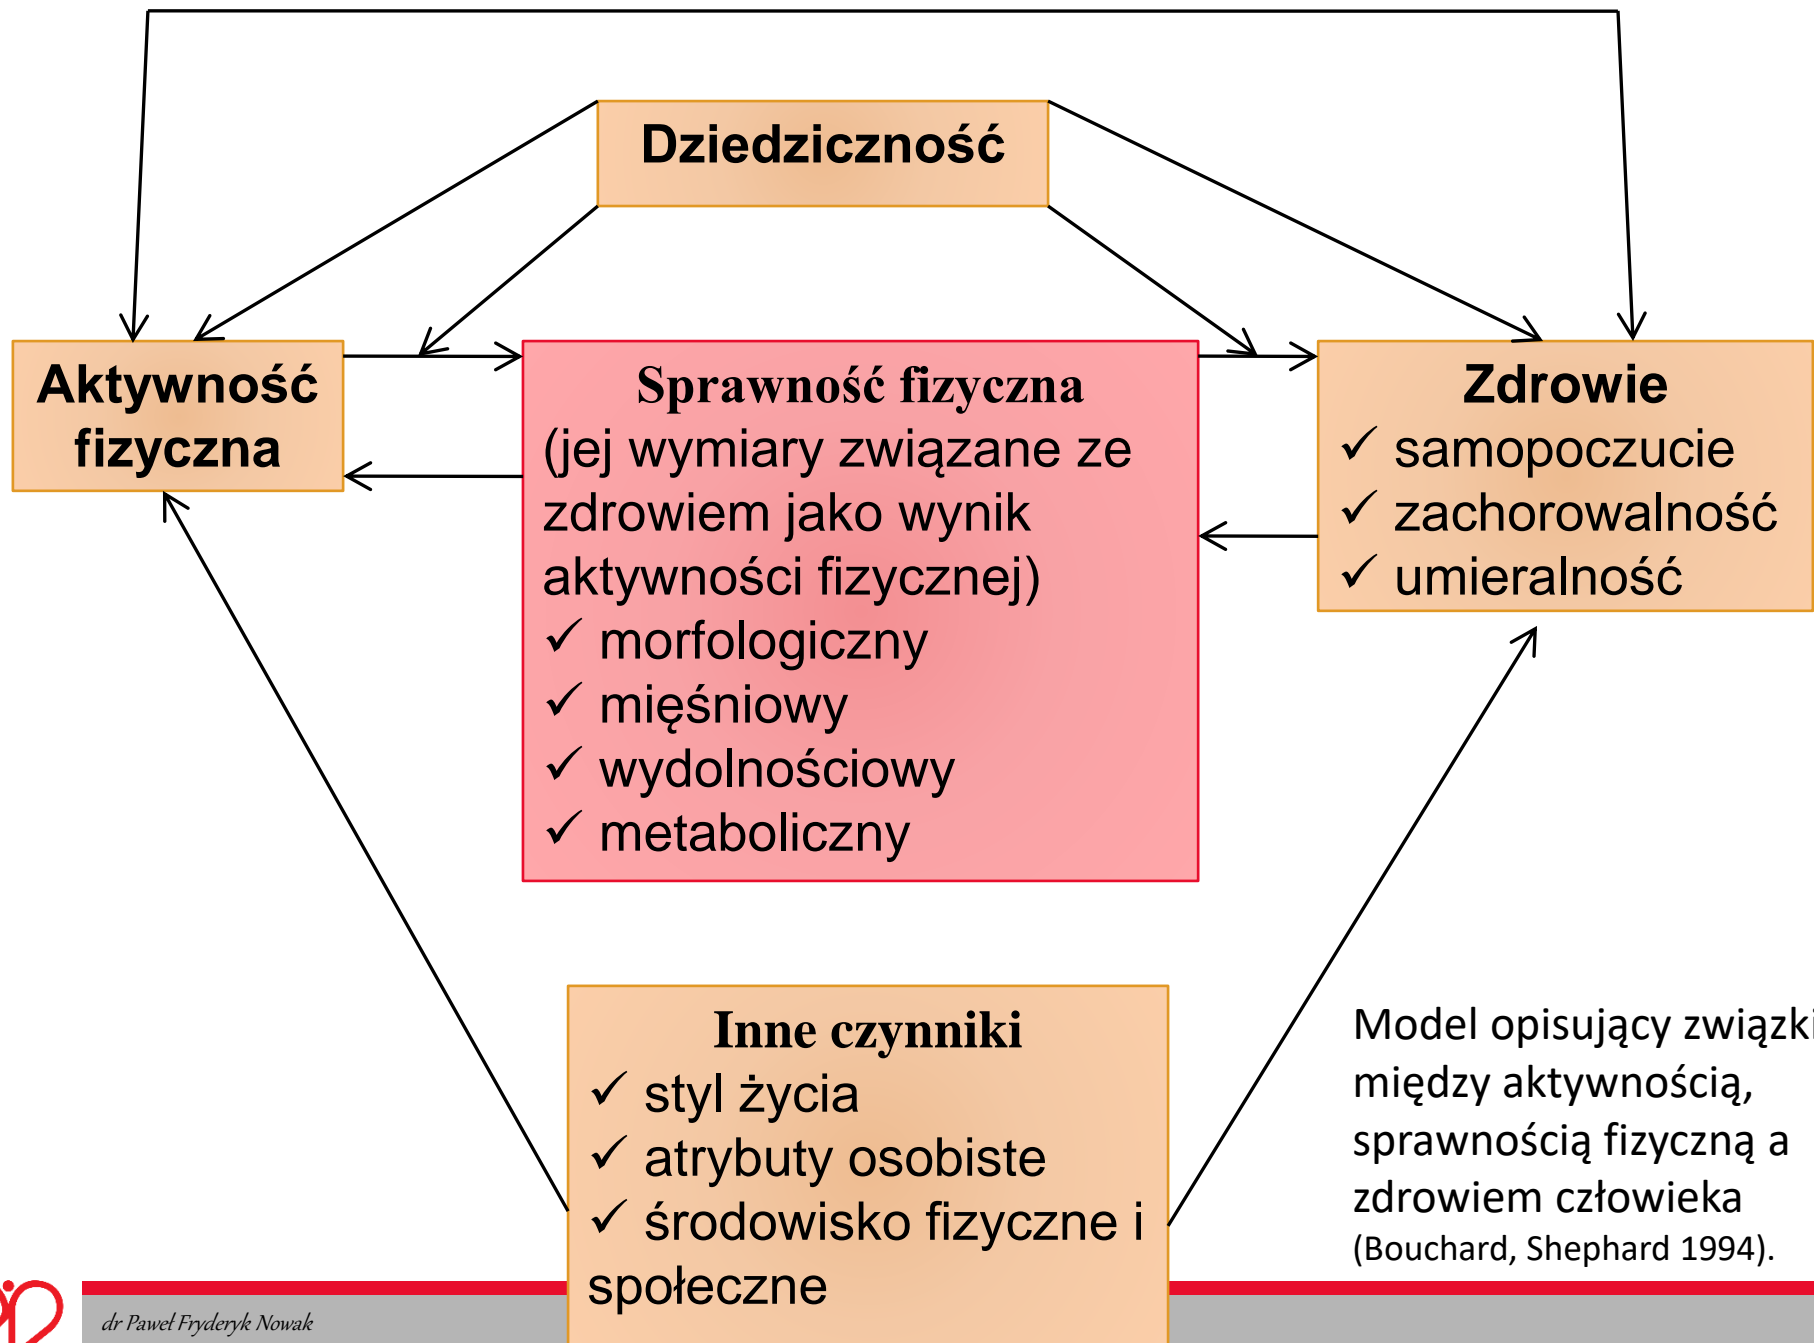 Dziedziczność
Aktywność
fizyczna
Sprawność fizyczna
(jej wymiary związane ze
zdrowiem jako wynik
aktywności fizycznej)
✓ morfologiczny
✓ mięśniowy
✓ wydolnościowy
✓ metaboliczny
Zdrowie
✓ samopoczucie
✓ zachorowalność
✓ umieralność
Inne czynniki
✓ styl życia
✓ atrybuty osobiste
✓ środowisko fizyczne i
społeczne
Model opisujący związki
między aktywnością,
sprawnością fizyczną a
zdrowiem człowieka
(Bouchard, Shephard 1994).
dr Paweł Fryderyk Nowak